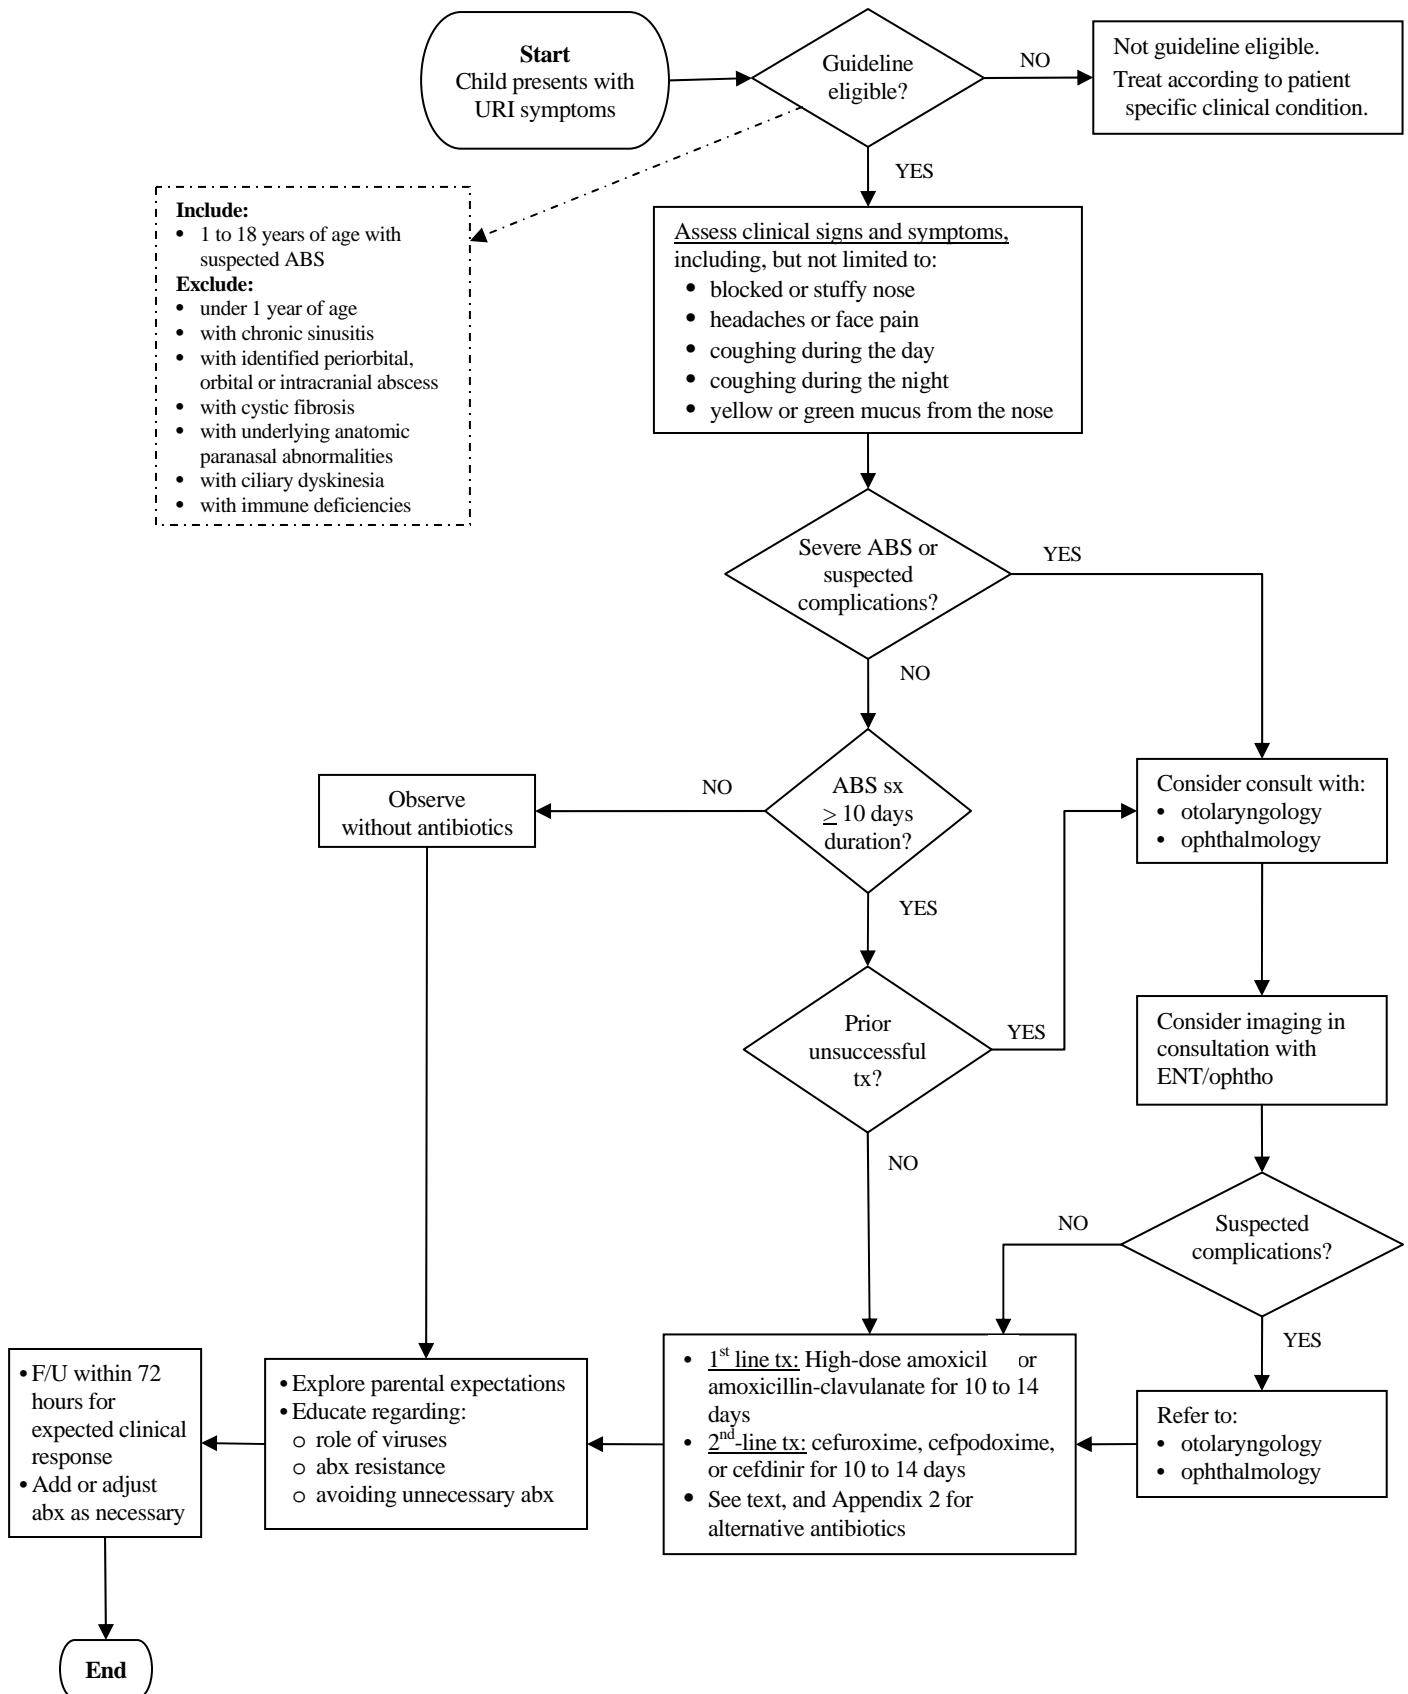 Start
Child presents with
URI symptoms
Guideline
eligible?
NO
Not guideline eligible.
Treat according to patient
specific clinical condition.
YES
Include:
• 1 to 18 years of age with
suspected ABS
Exclude:
• under 1 year of age
• with chronic sinusitis
• with identified periorbital,
orbital or intracranial abscess
• with cystic fibrosis
• with underlying anatomic
paranasal abnormalities
• with ciliary dyskinesia
• with immune deficiencies
Assess clinical signs and symptoms,
including, but not limited to:
• blocked or stuffy nose
• headaches or face pain
• coughing during the day
• coughing during the night
• yellow or green mucus from the nose
Severe ABS or
suspected
complications?
YES
NO
ABS sx
≥ 10 days
duration?
NO
Observe
without antibiotics
YES
Consider consult with:
• otolaryngology
• ophthalmology
Prior
unsuccessful
tx?
YES
NO
Consider imaging in
consultation with
ENT/ophtho
Suspected
complications?
NO
YES
Refer to:
• otolaryngology
• ophthalmology
• 1st line tx: High-dose amoxicil or
amoxicillin-clavulanate for 10 to 14
days
• 2nd-line tx: cefuroxime, cefpodoxime,
or cefdinir for 10 to 14 days
• See text, and Appendix 2 for
alternative antibiotics
• Explore parental expectations
• Educate regarding:
o role of viruses
o abx resistance
o avoiding unnecessary abx
• F/U within 72
hours for
expected clinical
response
• Add or adjust
abx as necessary
End